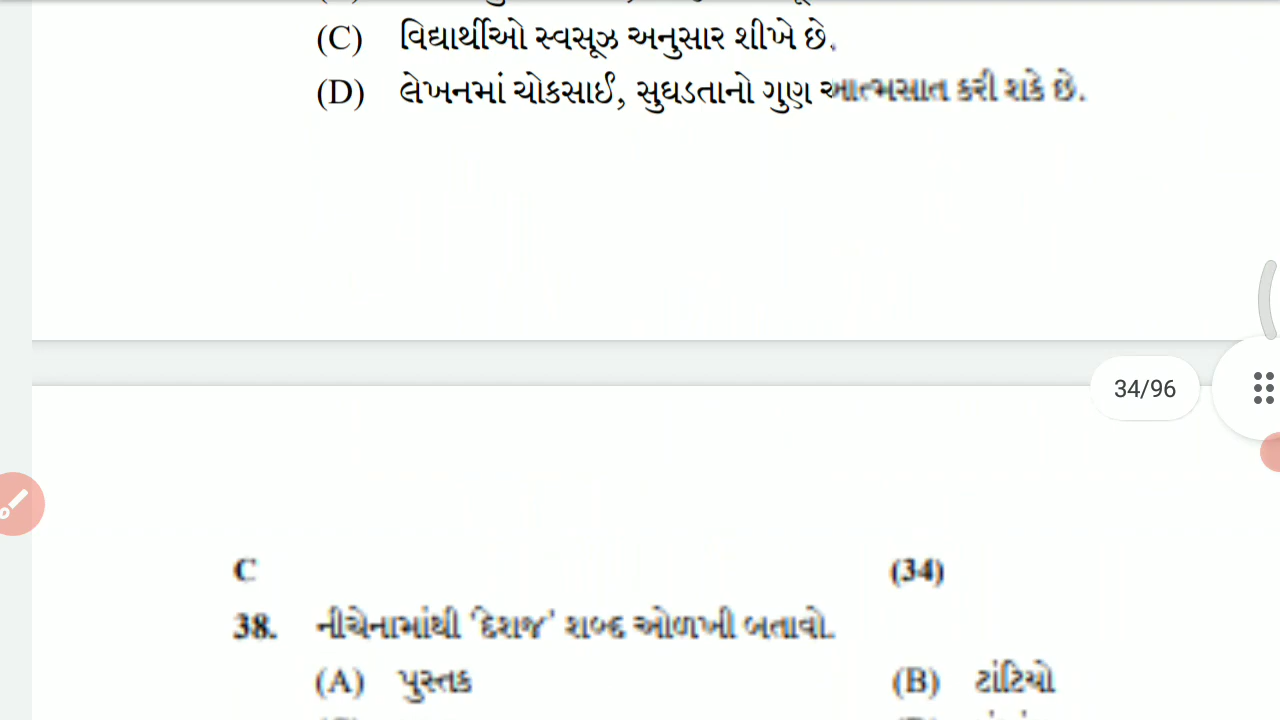 (C) વિદ્યાર્થીઓ સ્વસૂઝ અનુસાર શીખે છે.
(D) લેખનમાં ચોકસાઈ, સુઘડતાનો ગુણ આત્મસાત કરી શકે છે.
34/96
C (34)
38. નીચેનામાંથી 'દેશજ' શબ્દ ઓળખી બતાવો.
(A) પુસ્તક (B) ટાંટિયો